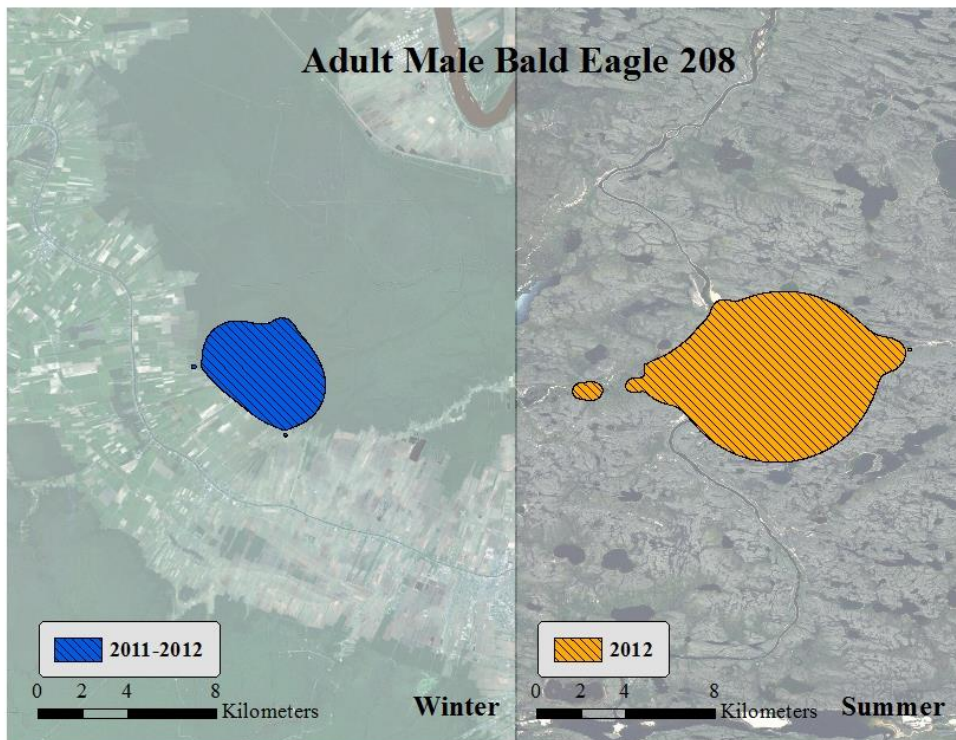 Adult Male Bald Eagle 208
2011-2012
0 2 4 8
Kilometers
Winter
2012
0 2 4 8
Kilometers
Summer